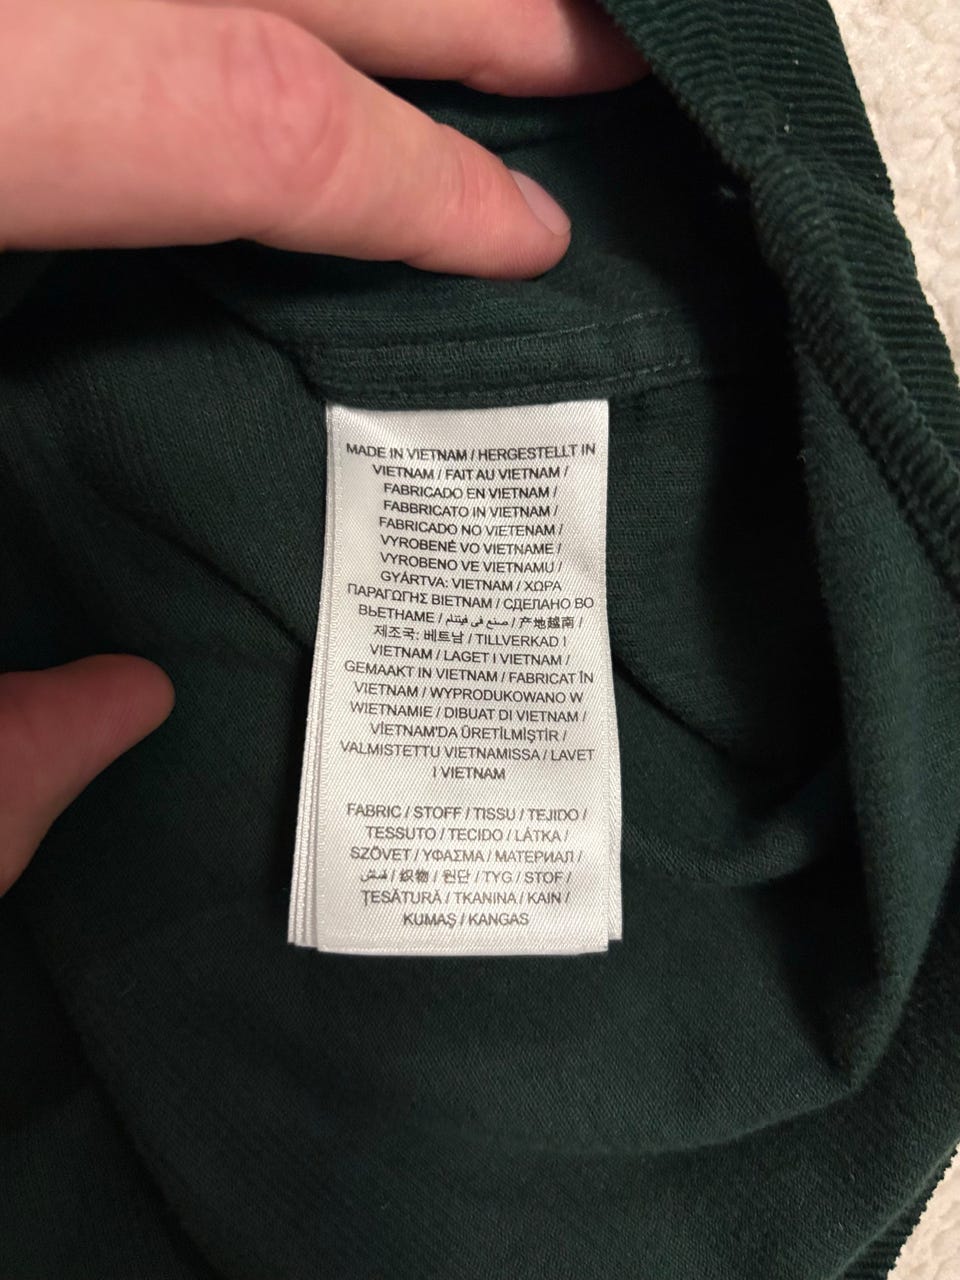 MADE IN VIETNAM / HERGESTELLT IN
VIETNAM / FAIT AU VIETNAM /
FABRICADO EN VIETNAM /
FABBRICATO IN VIETNAM /
FABRICADO NO VIETENAM /
VYROBENÉ VO VIETNAME /
VYROBENO VE VIETNAMU /
GYÁRTVA: VIETNAM / ΧΩΡΑ
ΠΑΡΑΓΩΓΗΣ ΒΙΕΤΝΑΜ / СДЕЛАНО ВО
ВЬЕТНАМЕ / صنع في فيتنام / 产地越南 /
제조국: 베트남 / TILLVERKAD I
VIETNAM / LAGET I VIETNAM /
GEMAAKT IN VIETNAM / FABRICAT ÎN
VIETNAM / WYPRODUKOWANO W
WIETNAMIE / DIBUAT DI VIETNAM /
VİETNAM'DA ÜRETİLMİŞTİR /
VALMISTETTU VIETNAMISSA / LAVET
I VIETNAM
FABRIC / STOFF / TISSU / TEJIDO /
TESSUTO / TECIDO / LÁTKA /
SZÖVET / ΥΦΑΣΜΑ / МАТЕРИАЛ /
قماش / 织物 / 원단 / TYG / STOF /
ȚESĂTURĂ / TKANINA / KAIN /
KUMAŞ / KANGAS